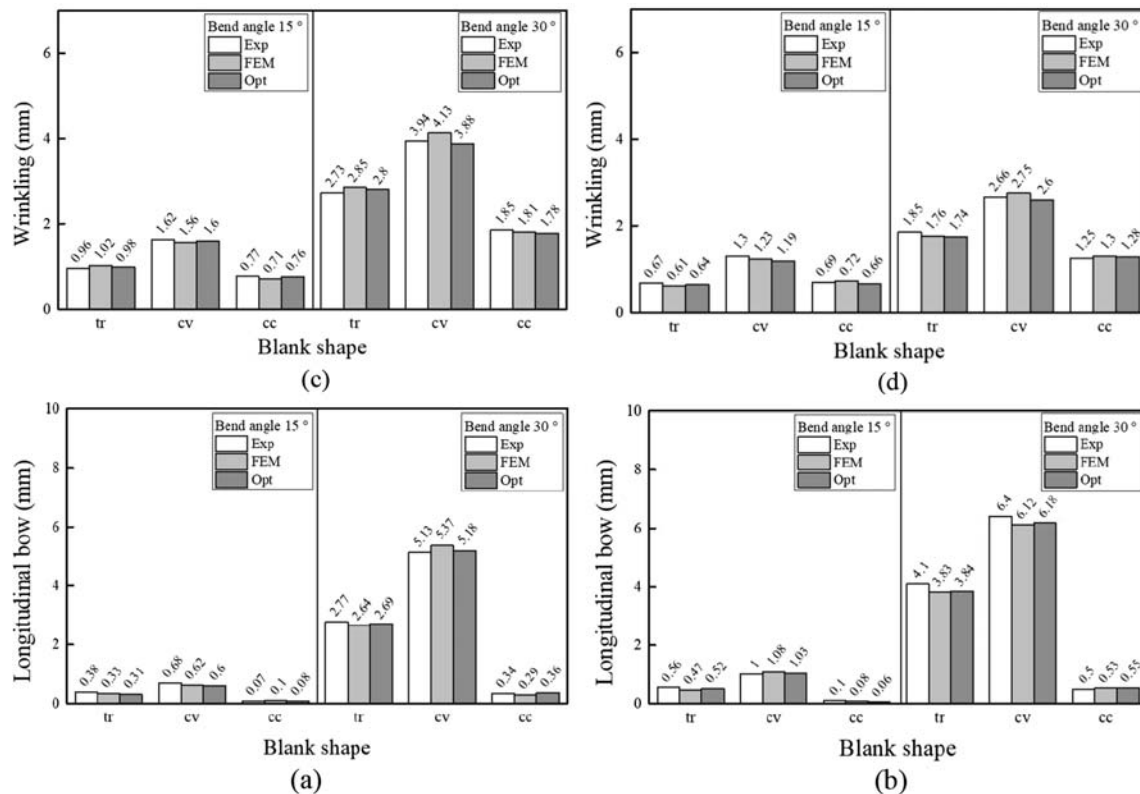 Bend angle 15 °
Exp
FEM
Opt
Bend angle 30 °
Exp
FEM
Opt
Wrinkling (mm)
6
4
2
0
0.96
1.02
0.98
1.62
1.56
1.6
0.77
0.71
0.76
2.73
2.85
2.8
3.94
4.13
3.88
1.85
1.81
1.78
tr cv cc tr cv cc
Blank shape
(c)
Bend angle 15 °
Exp
FEM
Opt
Bend angle 30 °
Exp
FEM
Opt
Wrinkling (mm)
6
4
2
0
0.67
0.61
0.64
1.3
1.23
1.19
0.69
0.72
0.66
1.85
1.76
1.74
2.66
2.75
2.6
1.25
1.3
1.28
tr cv cc tr cv cc
Blank shape
(d)
Bend angle 15 °
Exp
FEM
Opt
Bend angle 30 °
Exp
FEM
Opt
Longitudinal bow (mm)
10
8
6
4
2
0
0.38
0.33
0.31
0.68
0.62
0.6
0.07
0.1
0.08
2.77
2.64
2.69
5.13
5.37
5.18
0.34
0.29
0.36
tr cv cc tr cv cc
Blank shape
(a)
Bend angle 15 °
Exp
FEM
Opt
Bend angle 30 °
Exp
FEM
Opt
Longitudinal bow (mm)
10
8
6
4
2
0
0.56
0.47
0.52
1
1.08
1.03
0.1
0.08
0.06
4.1
3.83
3.84
6.4
6.12
6.18
0.5
0.53
0.55
tr cv cc tr cv cc
Blank shape
(b)